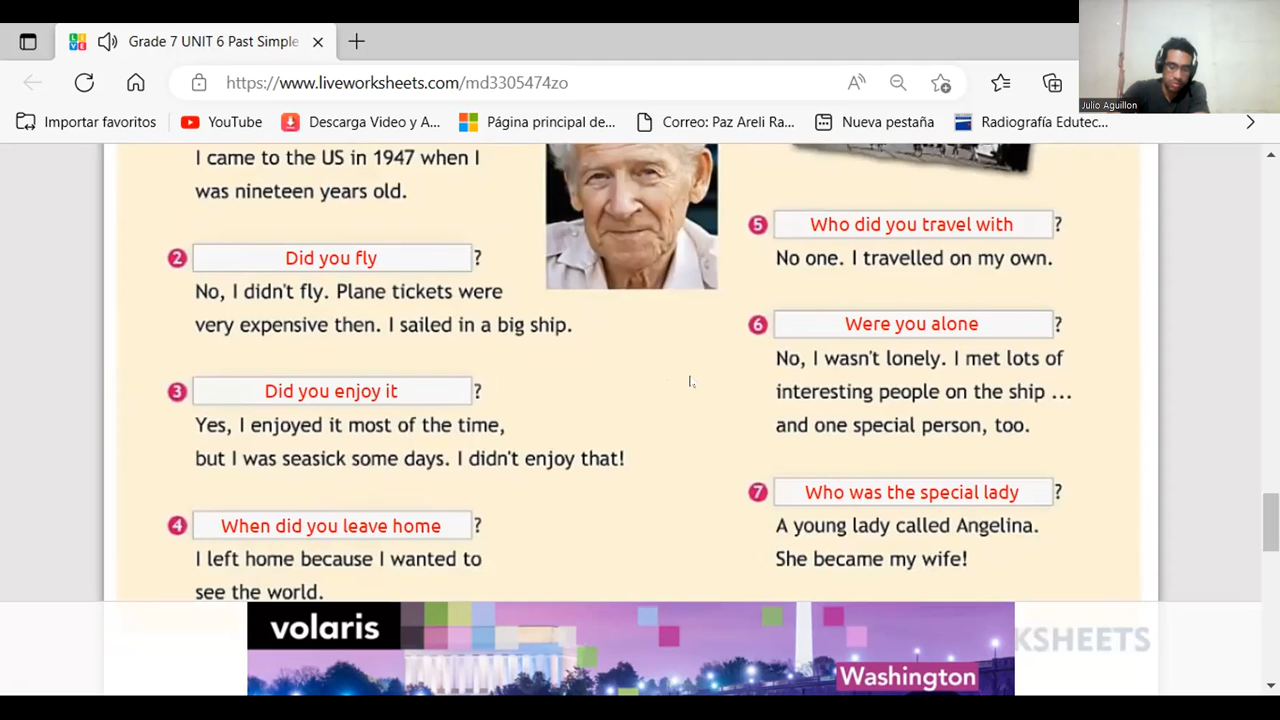 Grade 7 UNIT 6 Past Simple
https://www.liveworksheets.com/md3305474zo
Julio Aguillon
Importar favoritos
YouTube
Descarga Video y A...
Página principal de...
Correo: Paz Areli Ra...
Nueva pestaña
Radiografía Edutec...
I came to the US in 1947 when I
was nineteen years old.
2 Did you fly ?
No, I didn't fly. Plane tickets were
very expensive then. I sailed in a big ship.
3 Did you enjoy it ?
Yes, I enjoyed it most of the time,
but I was seasick some days. I didn't enjoy that!
4 When did you leave home ?
I left home because I wanted to
see the world.
5 Who did you travel with ?
No one. I travelled on my own.
6 Were you alone ?
No, I wasn't lonely. I met lots of
interesting people on the ship ...
and one special person, too.
7 Who was the special lady ?
A young lady called Angelina.
She became my wife!
volaris
Washington
KSHEETS